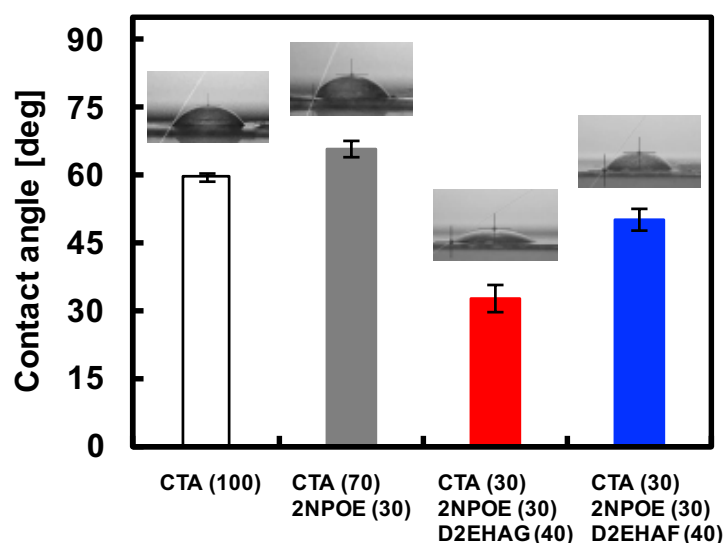 Contact angle [deg]
90
75
60
45
30
15
0
CTA (100)
CTA (70)
2NPOE (30)
CTA (30)
2NPOE (30)
D2EHAG (40)
CTA (30)
2NPOE (30)
D2EHAF (40)